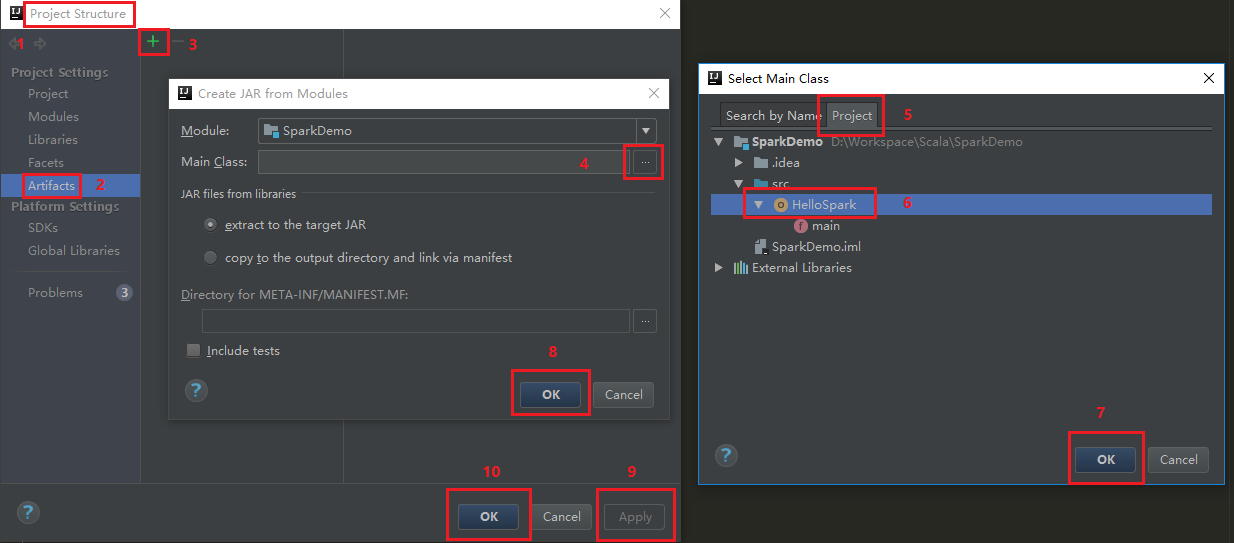 Project Structure
1
3
Project Settings
Project
Modules
Libraries
Facets
Artifacts 2
Platform Settings
SDKs
Global Libraries
Problems 3
Create JAR from Modules
Module: SparkDemo
Main Class: 4 ...
JAR files from libraries
extract to the target JAR
copy to the output directory and link via manifest
Directory for META-INF/MANIFEST.MF:
...
Include tests
8
? OK Cancel
10 9
? OK Cancel Apply
Select Main Class
Search by Name Project 5
SparkDemo D:\Workspace\Scala\SparkDemo
.idea
src
HelloSpark 6
main
SparkDemo.iml
External Libraries
7
? OK Cancel